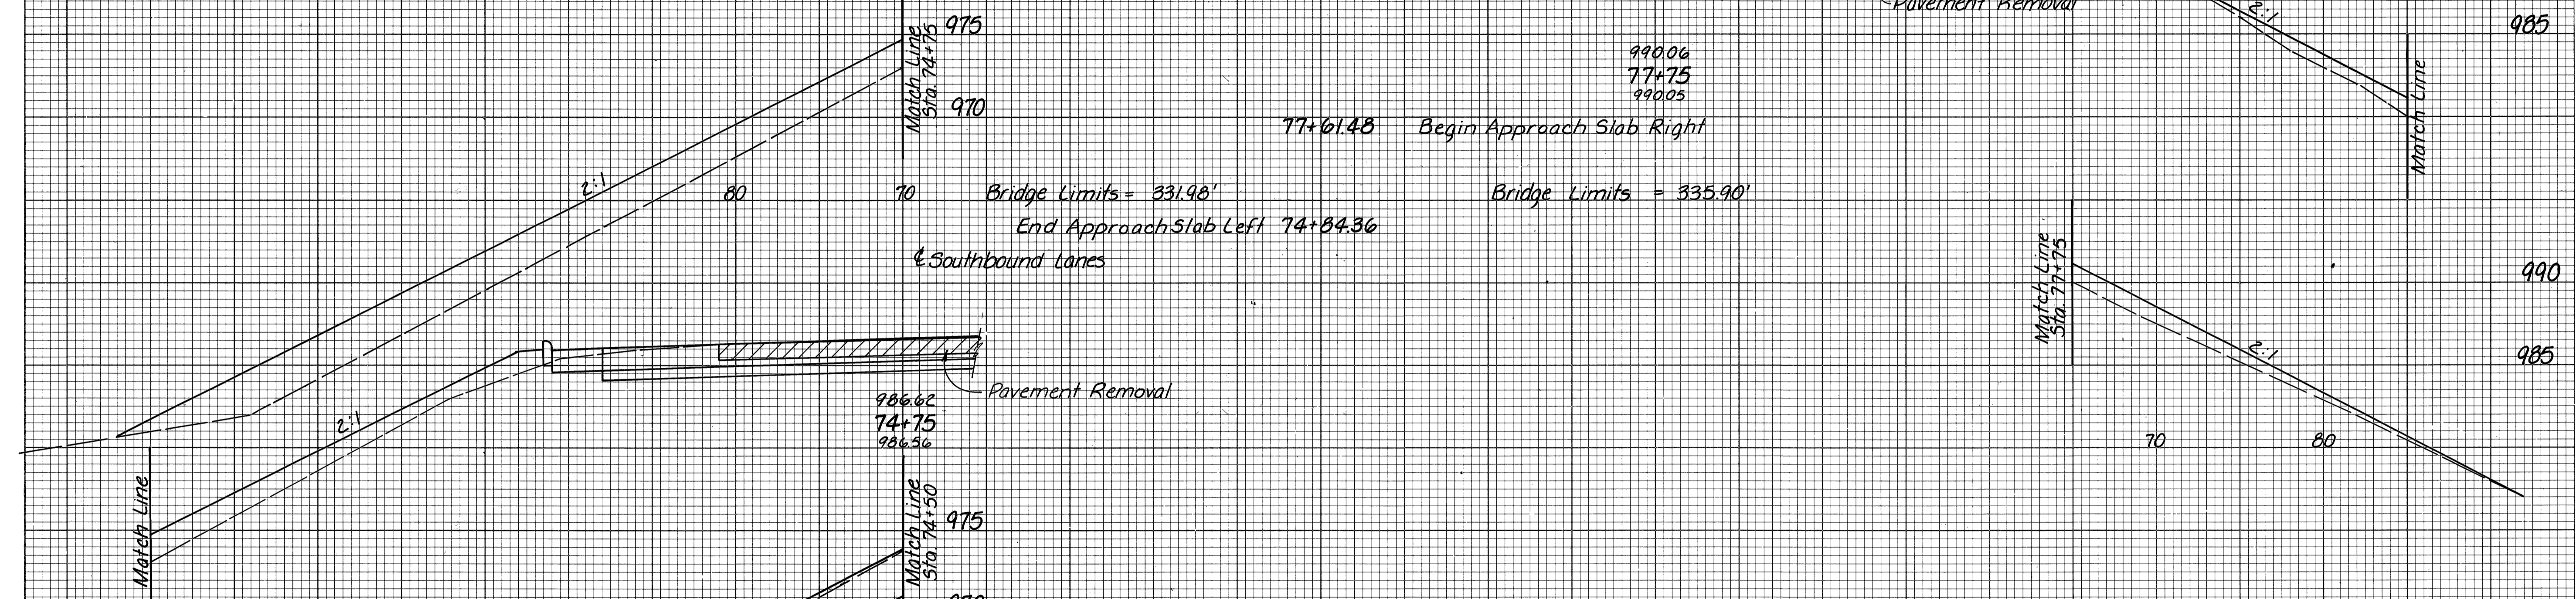 Pavement Removal
2:1
985
975
Match Line
Sta. 74+75
970
990.06
77+75
990.05
Match Line
77+61.48 Begin Approach Slab Right
2:1
80
70
Bridge Limits = 331.98'
Bridge Limits = 335.90'
End Approach Slab Left 74+84.36
℄ Southbound Lanes
Match Line
Sta. 77+75
990
2:1
985
Pavement Removal
2:1
986.62
74+75
986.56
70
80
Match Line
Match Line
Sta. 74+50
975